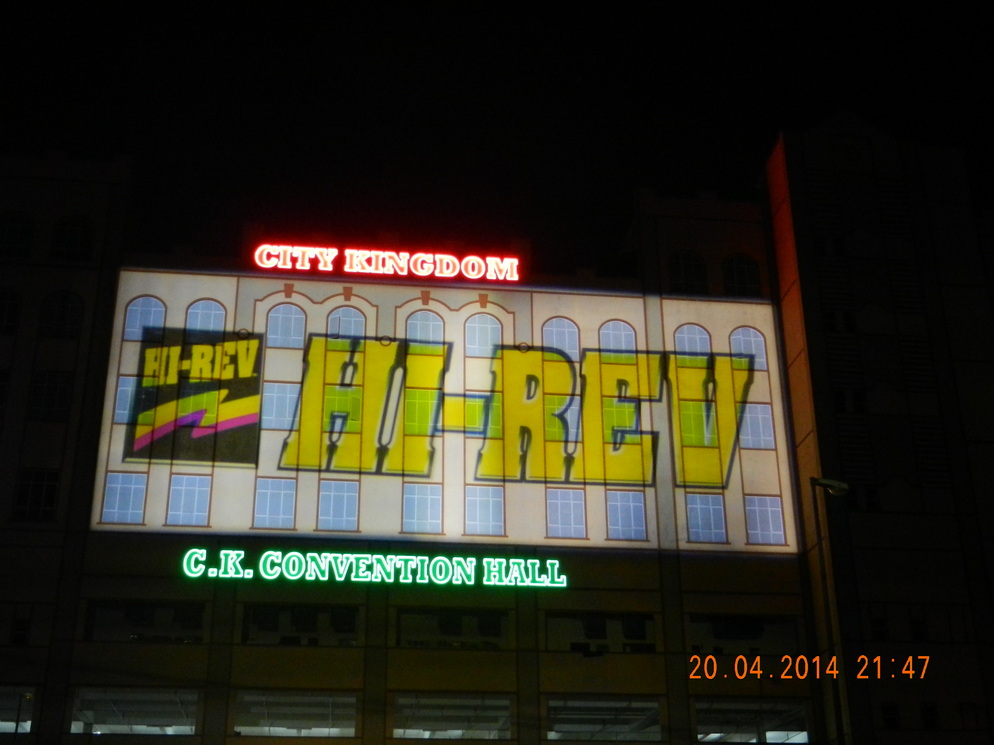 CITY KINGDOM
HI-REV
HI-REV
C.K. CONVENTION HALL
20.04.2014 21:47